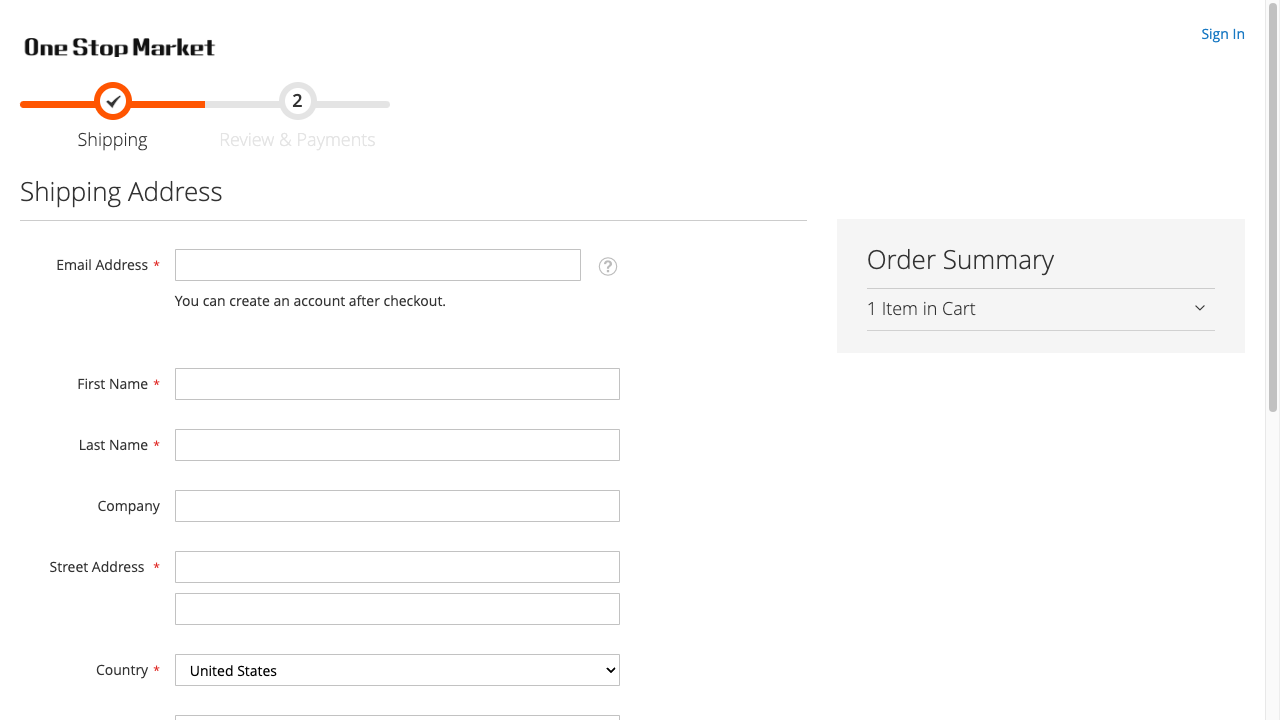 One Stop Market
Sign In
2
Shipping
Review & Payments
Shipping Address
Email Address *
?
You can create an account after checkout.
First Name *
Last Name *
Company
Street Address *
Country *
United States
Order Summary
1 Item in Cart